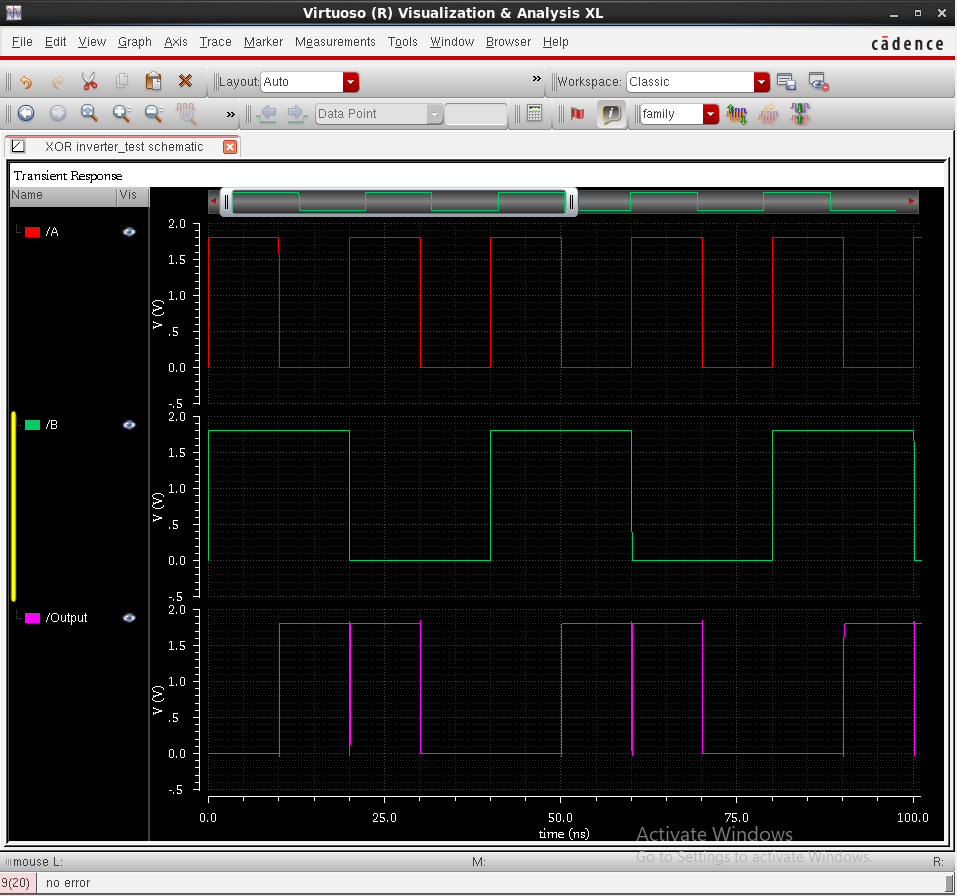 Virtuoso (R) Visualization & Analysis XL
File Edit View Graph Axis Trace Marker Measurements Tools Window Browser Help
cādence
Layout: Auto » Workspace: Classic
» Data Point family
XOR inverter_test schematic
Transient Response
Name Vis
/A
2.0
1.5
1.0
.5
0.0
-.5
V (V)
/B
2.0
1.5
1.0
.5
0.0
-.5
V (V)
/Output
2.0
1.5
1.0
.5
0.0
-.5
V (V)
0.0 25.0 50.0 75.0 100.0
time (ns)
Activate Windows
Go to Settings to activate Windows.
mouse L: M: R:
9(20) no error